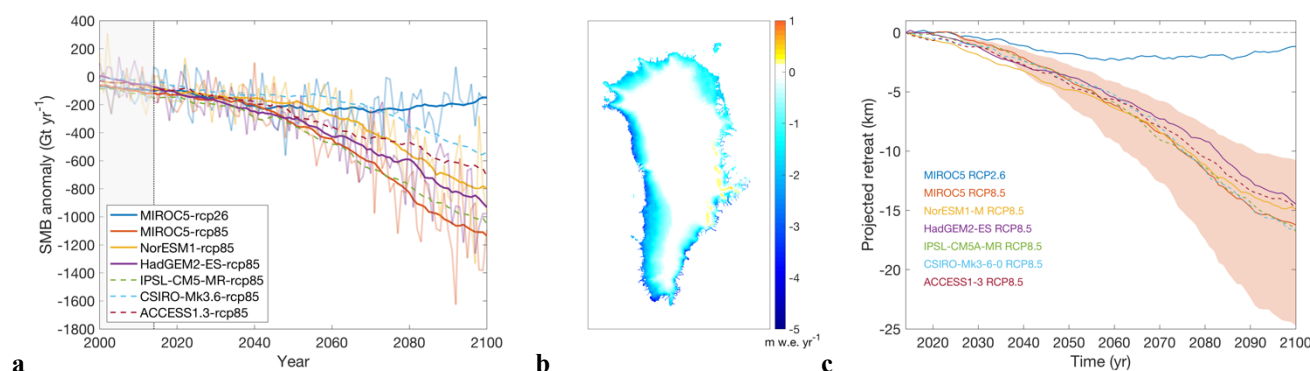 400
200
0
-200
-400
-600
-800
-1000
-1200
-1400
-1600
-1800
SMB anomaly (Gt yr-1)
MIROC5-rcp26
MIROC5-rcp85
NorESM1-rcp85
HadGEM2-ES-rcp85
IPSL-CM5-MR-rcp85
CSIRO-Mk3.6-rcp85
ACCESS1.3-rcp85
2000 2020 2040 2060 2080 2100
Year
a
1
0
-1
-2
-3
-4
-5
m w.e. yr-1
b
0
-5
-10
-15
-20
-25
Projected retreat (km)
MIROC5 RCP2.6
MIROC5 RCP8.5
NorESM1-M RCP8.5
HadGEM2-ES RCP8.5
IPSL-CM5A-MR RCP8.5
CSIRO-Mk3-6-0 RCP8.5
ACCESS1-3 RCP8.5
2020 2030 2040 2050 2060 2070 2080 2090 2100
Time (yr)
c